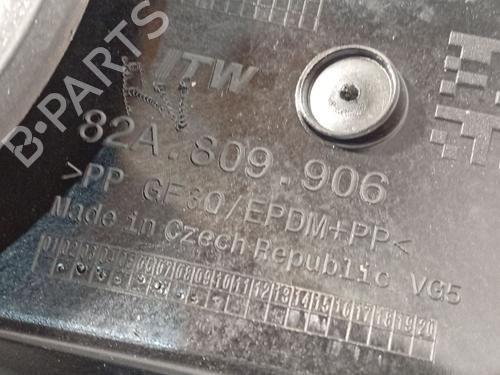 B-PARTS
ITW
82A.809.906
>PP GF30/EPDM+PP<
Made in Czech Republic VG5
01 02 03 04 05 06 07 08 09 10 11 12 13 14 15 16 17 18 19 20